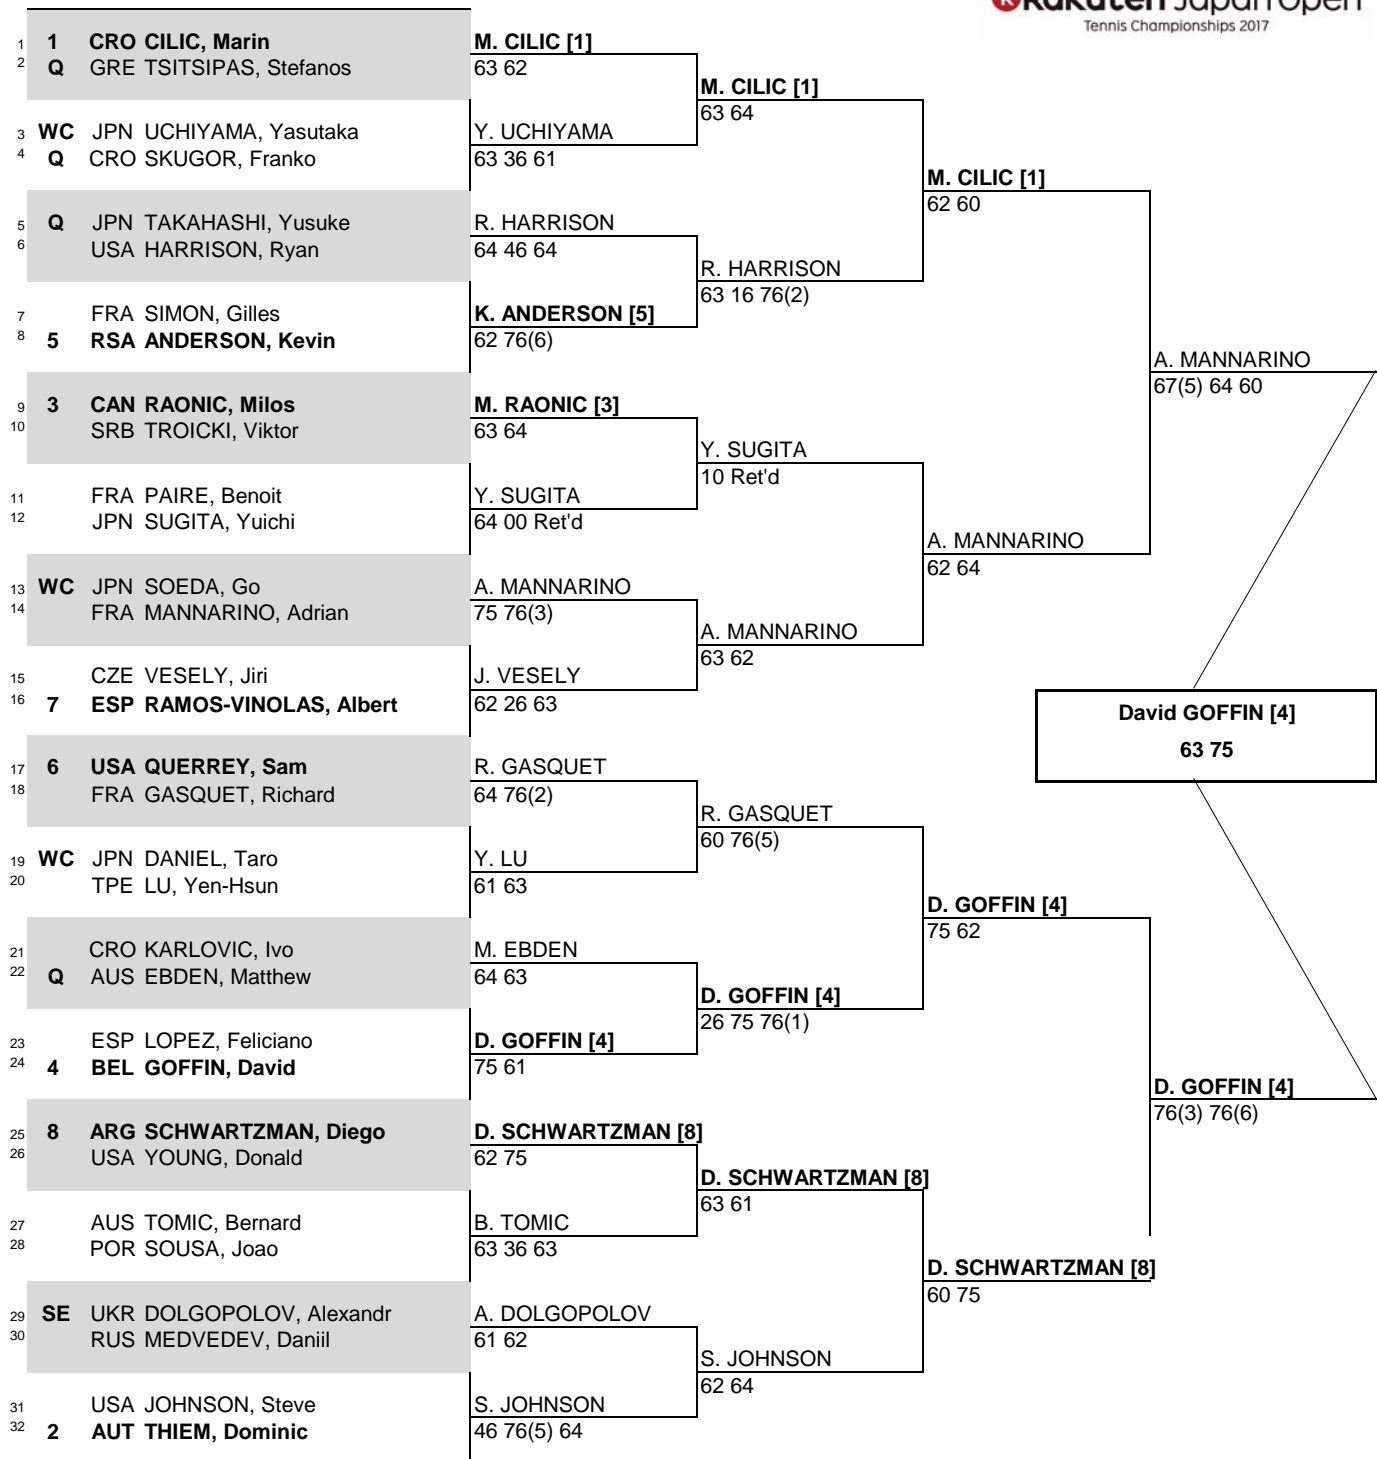 Rakuten Japan Open
Tennis Championships 2017
1 1 CRO CILIC, Marin
2 Q GRE TSITSIPAS, Stefanos
3 WC JPN UCHIYAMA, Yasutaka
4 Q CRO SKUGOR, Franko
5 Q JPN TAKAHASHI, Yusuke
6 USA HARRISON, Ryan
7 FRA SIMON, Gilles
8 5 RSA ANDERSON, Kevin
9 3 CAN RAONIC, Milos
10 SRB TROICKI, Viktor
11 FRA PAIRE, Benoit
12 JPN SUGITA, Yuichi
13 WC JPN SOEDA, Go
14 FRA MANNARINO, Adrian
15 CZE VESELY, Jiri
16 7 ESP RAMOS-VINOLAS, Albert
17 6 USA QUERREY, Sam
18 FRA GASQUET, Richard
19 WC JPN DANIEL, Taro
20 TPE LU, Yen-Hsun
21 CRO KARLOVIC, Ivo
22 Q AUS EBDEN, Matthew
23 ESP LOPEZ, Feliciano
24 4 BEL GOFFIN, David
25 8 ARG SCHWARTZMAN, Diego
26 USA YOUNG, Donald
27 AUS TOMIC, Bernard
28 POR SOUSA, Joao
29 SE UKR DOLGOPOLOV, Alexandr
30 RUS MEDVEDEV, Daniil
31 USA JOHNSON, Steve
32 2 AUT THIEM, Dominic
M. CILIC [1]
63 62
Y. UCHIYAMA
63 36 61
R. HARRISON
64 46 64
K. ANDERSON [5]
62 76(6)
M. RAONIC [3]
63 64
Y. SUGITA
64 00 Ret'd
A. MANNARINO
75 76(3)
J. VESELY
62 26 63
R. GASQUET
64 76(2)
Y. LU
61 63
M. EBDEN
64 63
D. GOFFIN [4]
75 61
D. SCHWARTZMAN [8]
62 75
B. TOMIC
63 36 63
A. DOLGOPOLOV
61 62
S. JOHNSON
46 76(5) 64
M. CILIC [1]
63 64
R. HARRISON
63 16 76(2)
Y. SUGITA
10 Ret'd
A. MANNARINO
63 62
R. GASQUET
60 76(5)
D. GOFFIN [4]
26 75 76(1)
D. SCHWARTZMAN [8]
63 61
S. JOHNSON
62 64
M. CILIC [1]
62 60
A. MANNARINO
62 64
D. GOFFIN [4]
75 62
D. SCHWARTZMAN [8]
60 75
A. MANNARINO
67(5) 64 60
D. GOFFIN [4]
76(3) 76(6)
David GOFFIN [4]
63 75